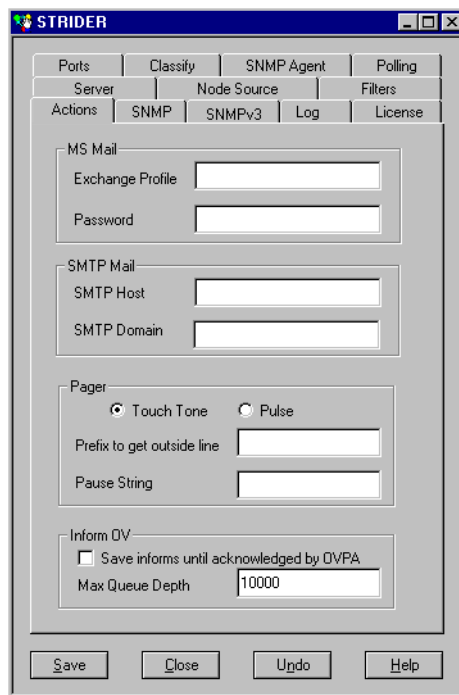 STRIDER
Ports Classify SNMP Agent Polling
Server Node Source Filters
Actions SNMP SNMPv3 Log License
MS Mail
Exchange Profile
Password
SMTP Mail
SMTP Host
SMTP Domain
Pager
Touch Tone Pulse
Prefix to get outside line
Pause String
Inform OV
Save informs until acknowledged by OVPA
Max Queue Depth 10000
Save Close Undo Help